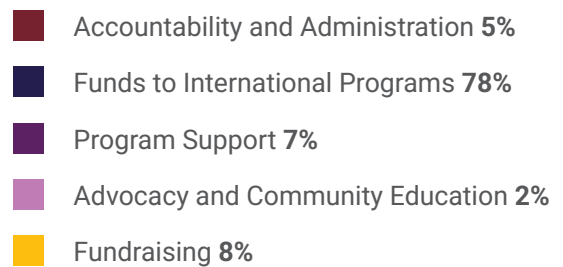 Accountability and Administration 5%
Funds to International Programs 78%
Program Support 7%
Advocacy and Community Education 2%
Fundraising 8%